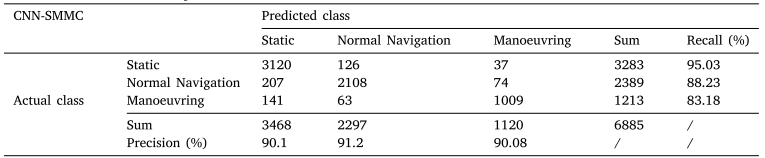 CNN-SMMC Predicted class
Static Normal Navigation Manoeuvring Sum Recall (%)
Static 3120 126 37 3283 95.03
Normal Navigation 207 2108 74 2389 88.23
Actual class Manoeuvring 141 63 1009 1213 83.18
Sum 3468 2297 1120 6885 /
Precision (%) 90.1 91.2 90.08 / /